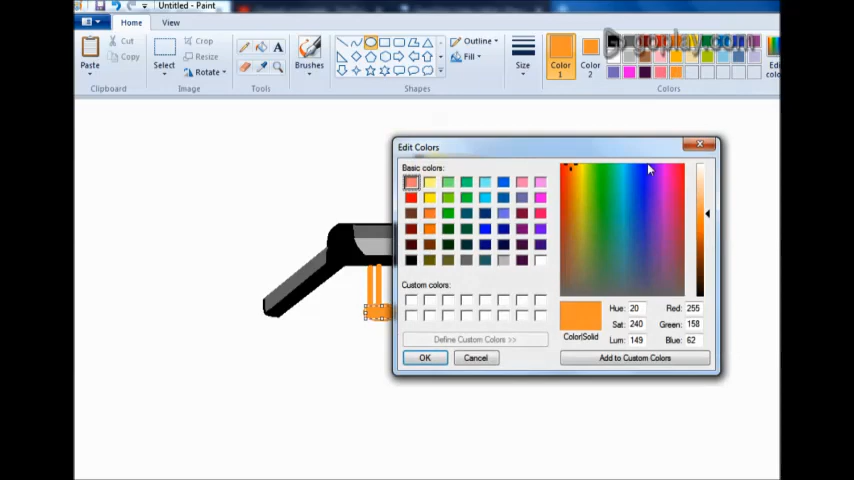 Untitled - Paint
Home View
Paste
Cut
Copy
Clipboard
Select
Crop
Resize
Rotate
Image
A
Tools
Brushes
Outline
Fill
Shapes
Size
Color
1
Color
2
Colors
goplay.com
Edit Colors
Basic colors:
Custom colors:
Define Custom Colors >>
OK
Cancel
Color|Solid
Hue: 20
Sat: 240
Lum: 149
Red: 255
Green: 158
Blue: 62
Add to Custom Colors